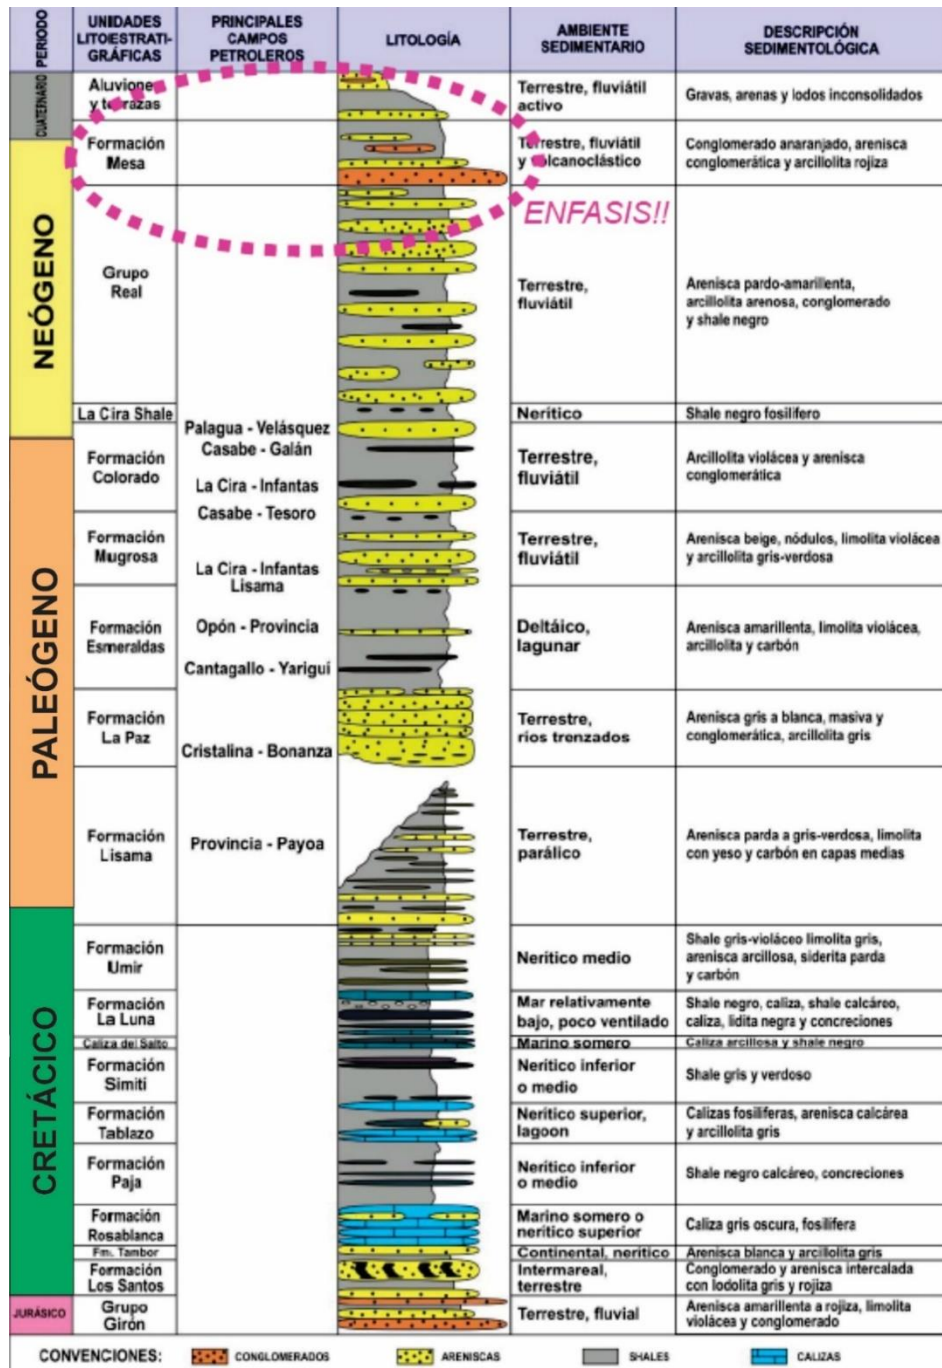 PERIODO
UNIDADES
LITOESTRATI-
GRÁFICAS
PRINCIPALES
CAMPOS
PETROLEROS
LITOLOGÍA
AMBIENTE
SEDIMENTARIO
DESCRIPCIÓN
SEDIMENTOLÓGICA
CUATERNARIO
Aluviones
y terrazas
Terrestre, fluviátil
activo
Gravas, arenas y lodos inconsolidados
NEÓGENO
Formación
Mesa
Terrestre, fluviátil
y volcanoclástico
Conglomerado anaranjado, arenisca
conglomerática y arcillolita rojiza
ENFASIS!!
Grupo
Real
Terrestre,
fluviátil
Arenisca pardo-amarillenta,
arcillolita arenosa, conglomerado
y shale negro
La Cira Shale
Nerítico
Shale negro fosilífero
PALEÓGENO
Formación
Colorado
Palagua - Velásquez
Casabe - Galán
La Cira - Infantas
Terrestre,
fluviátil
Arcillolita violácea y arenisca
conglomerática
Formación
Mugrosa
Casabe - Tesoro
La Cira - Infantas
Lisama
Terrestre,
fluviátil
Arenisca beige, nódulos, limolita violácea
y arcillolita gris-verdosa
Formación
Esmeraldas
Opón - Provincia
Cantagallo - Yariguí
Deltáico,
lagunar
Arenisca amarillenta, limolita violácea,
arcillolita y carbón
Formación
La Paz
Cristalina - Bonanza
Terrestre,
ríos trenzados
Arenisca gris a blanca, masiva y
conglomerática, arcillolita gris
Formación
Lisama
Provincia - Payoa
Terrestre,
parálico
Arenisca parda a gris-verdosa, limolita
con yeso y carbón en capas medias
CRETÁCICO
Formación
Umir
Nerítico medio
Shale gris-violáceo limolita gris,
arenisca arcillosa, siderita parda
y carbón
Formación
La Luna
Mar relativamente
bajo, poco ventilado
Shale negro, caliza, shale calcáreo,
caliza, lidita negra y concreciones
Caliza del Salto
Marino somero
Caliza arcillosa y shale negro
Formación
Simití
Nerítico inferior
o medio
Shale gris y verdoso
Formación
Tablazo
Nerítico superior,
lagoon
Calizas fosilíferas, arenisca calcárea
y arcillolita gris
Formación
Paja
Nerítico inferior
o medio
Shale negro calcáreo, concreciones
Formación
Rosablanca
Marino somero o
nerítico superior
Caliza gris oscura, fosilífera
Fm. Tambor
Continental, nerítico
Arenisca blanca y arcillolita gris
Formación
Los Santos
Intermareal,
terrestre
Conglomerado y arenisca intercalada
con lodolita gris y rojiza
JURÁSICO
Grupo
Girón
Terrestre, fluvial
Arenisca amarillenta a rojiza, limolita
violácea y conglomerado
CONVENCIONES:
CONGLOMERADOS
ARENISCAS
SHALES
CALIZAS